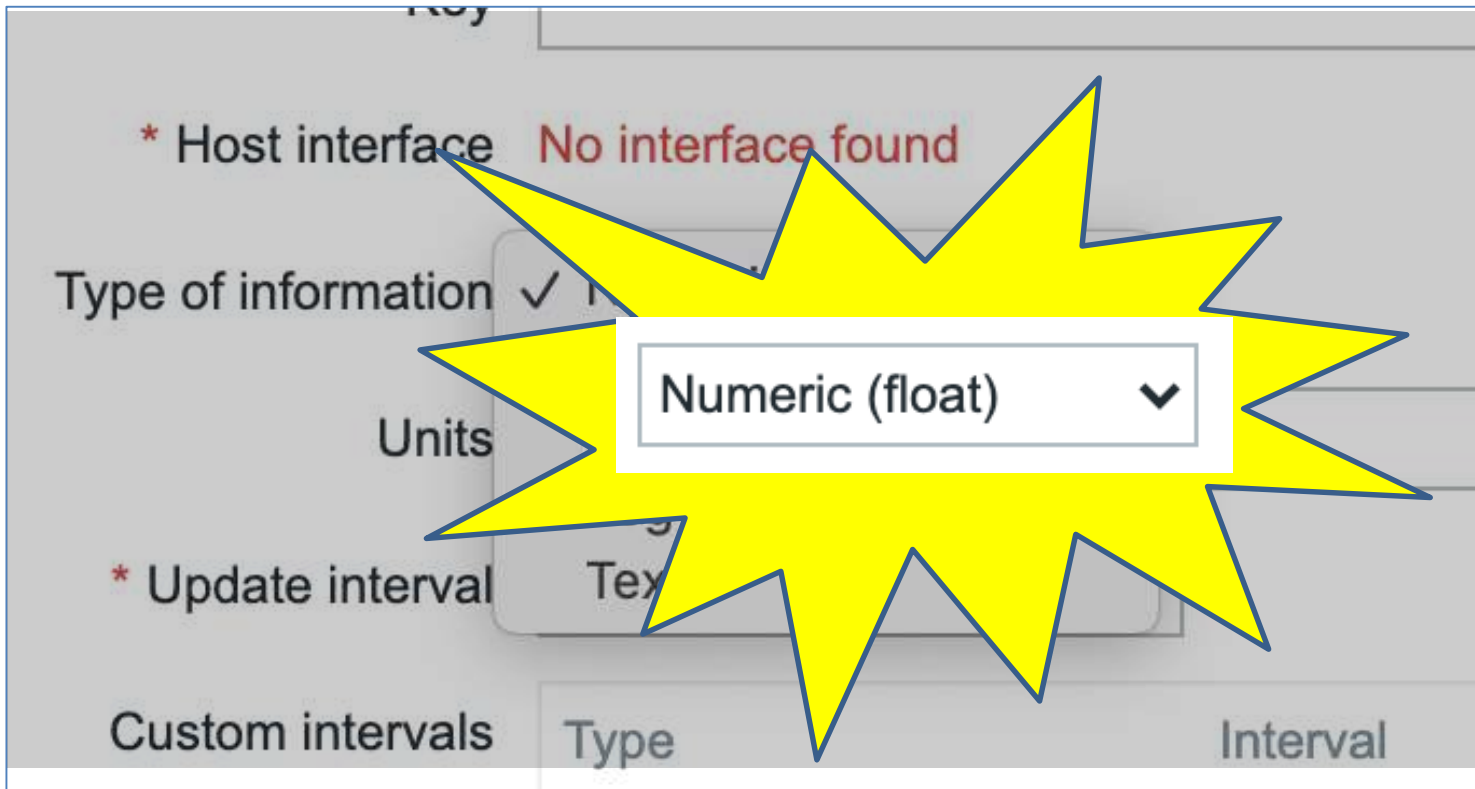 * Host interface No interface found
Type of information ✓
Numeric (float)
Units
* Update interval
Custom intervals Type Interval